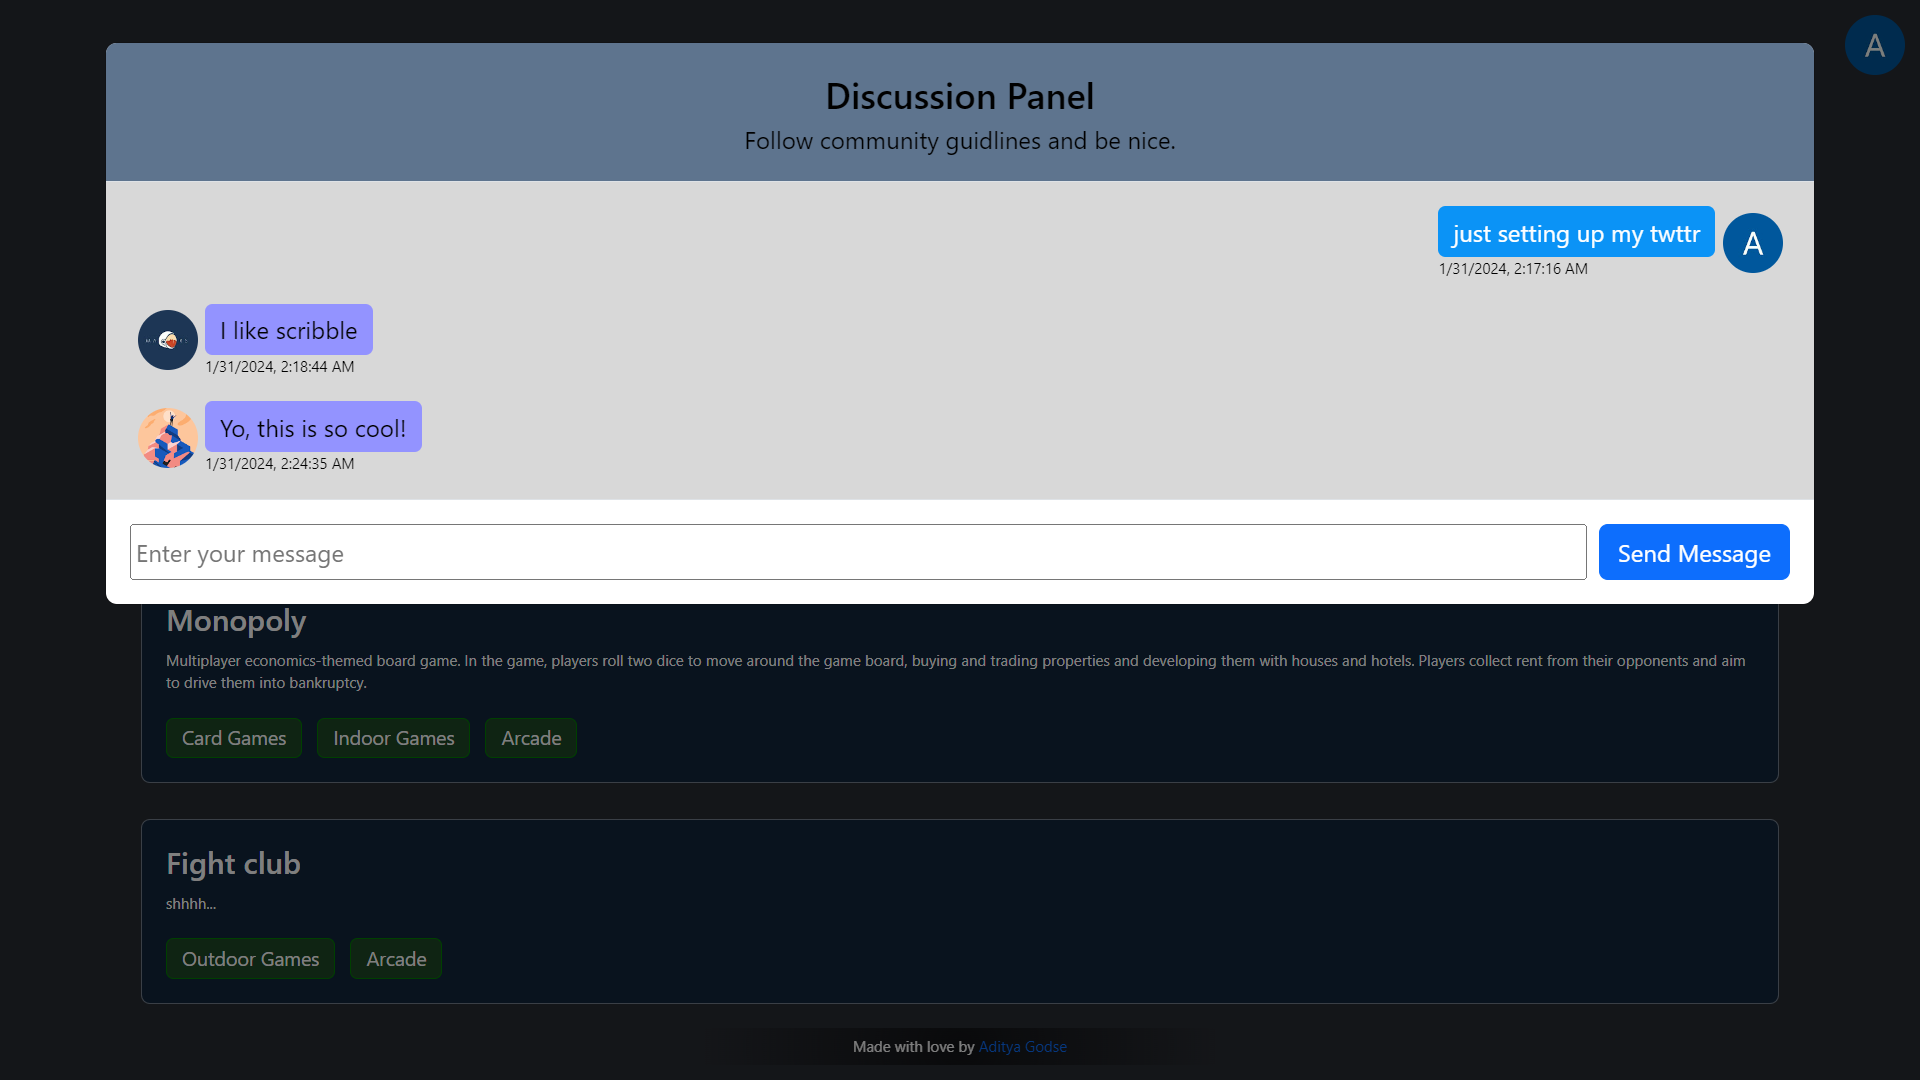 A
Discussion Panel
Follow community guidlines and be nice.
just setting up my twttr
A
1/31/2024, 2:17:16 AM
I like scribble
1/31/2024, 2:18:44 AM
Yo, this is so cool!
1/31/2024, 2:24:35 AM
Enter your message
Send Message
Monopoly
Multiplayer economics-themed board game. In the game, players roll two dice to move around the game board, buying and trading properties and developing them with houses and hotels. Players collect rent from their opponents and aim
to drive them into bankruptcy.
Card Games Indoor Games Arcade
Fight club
shhhh...
Outdoor Games Arcade
Made with love by Aditya Godse